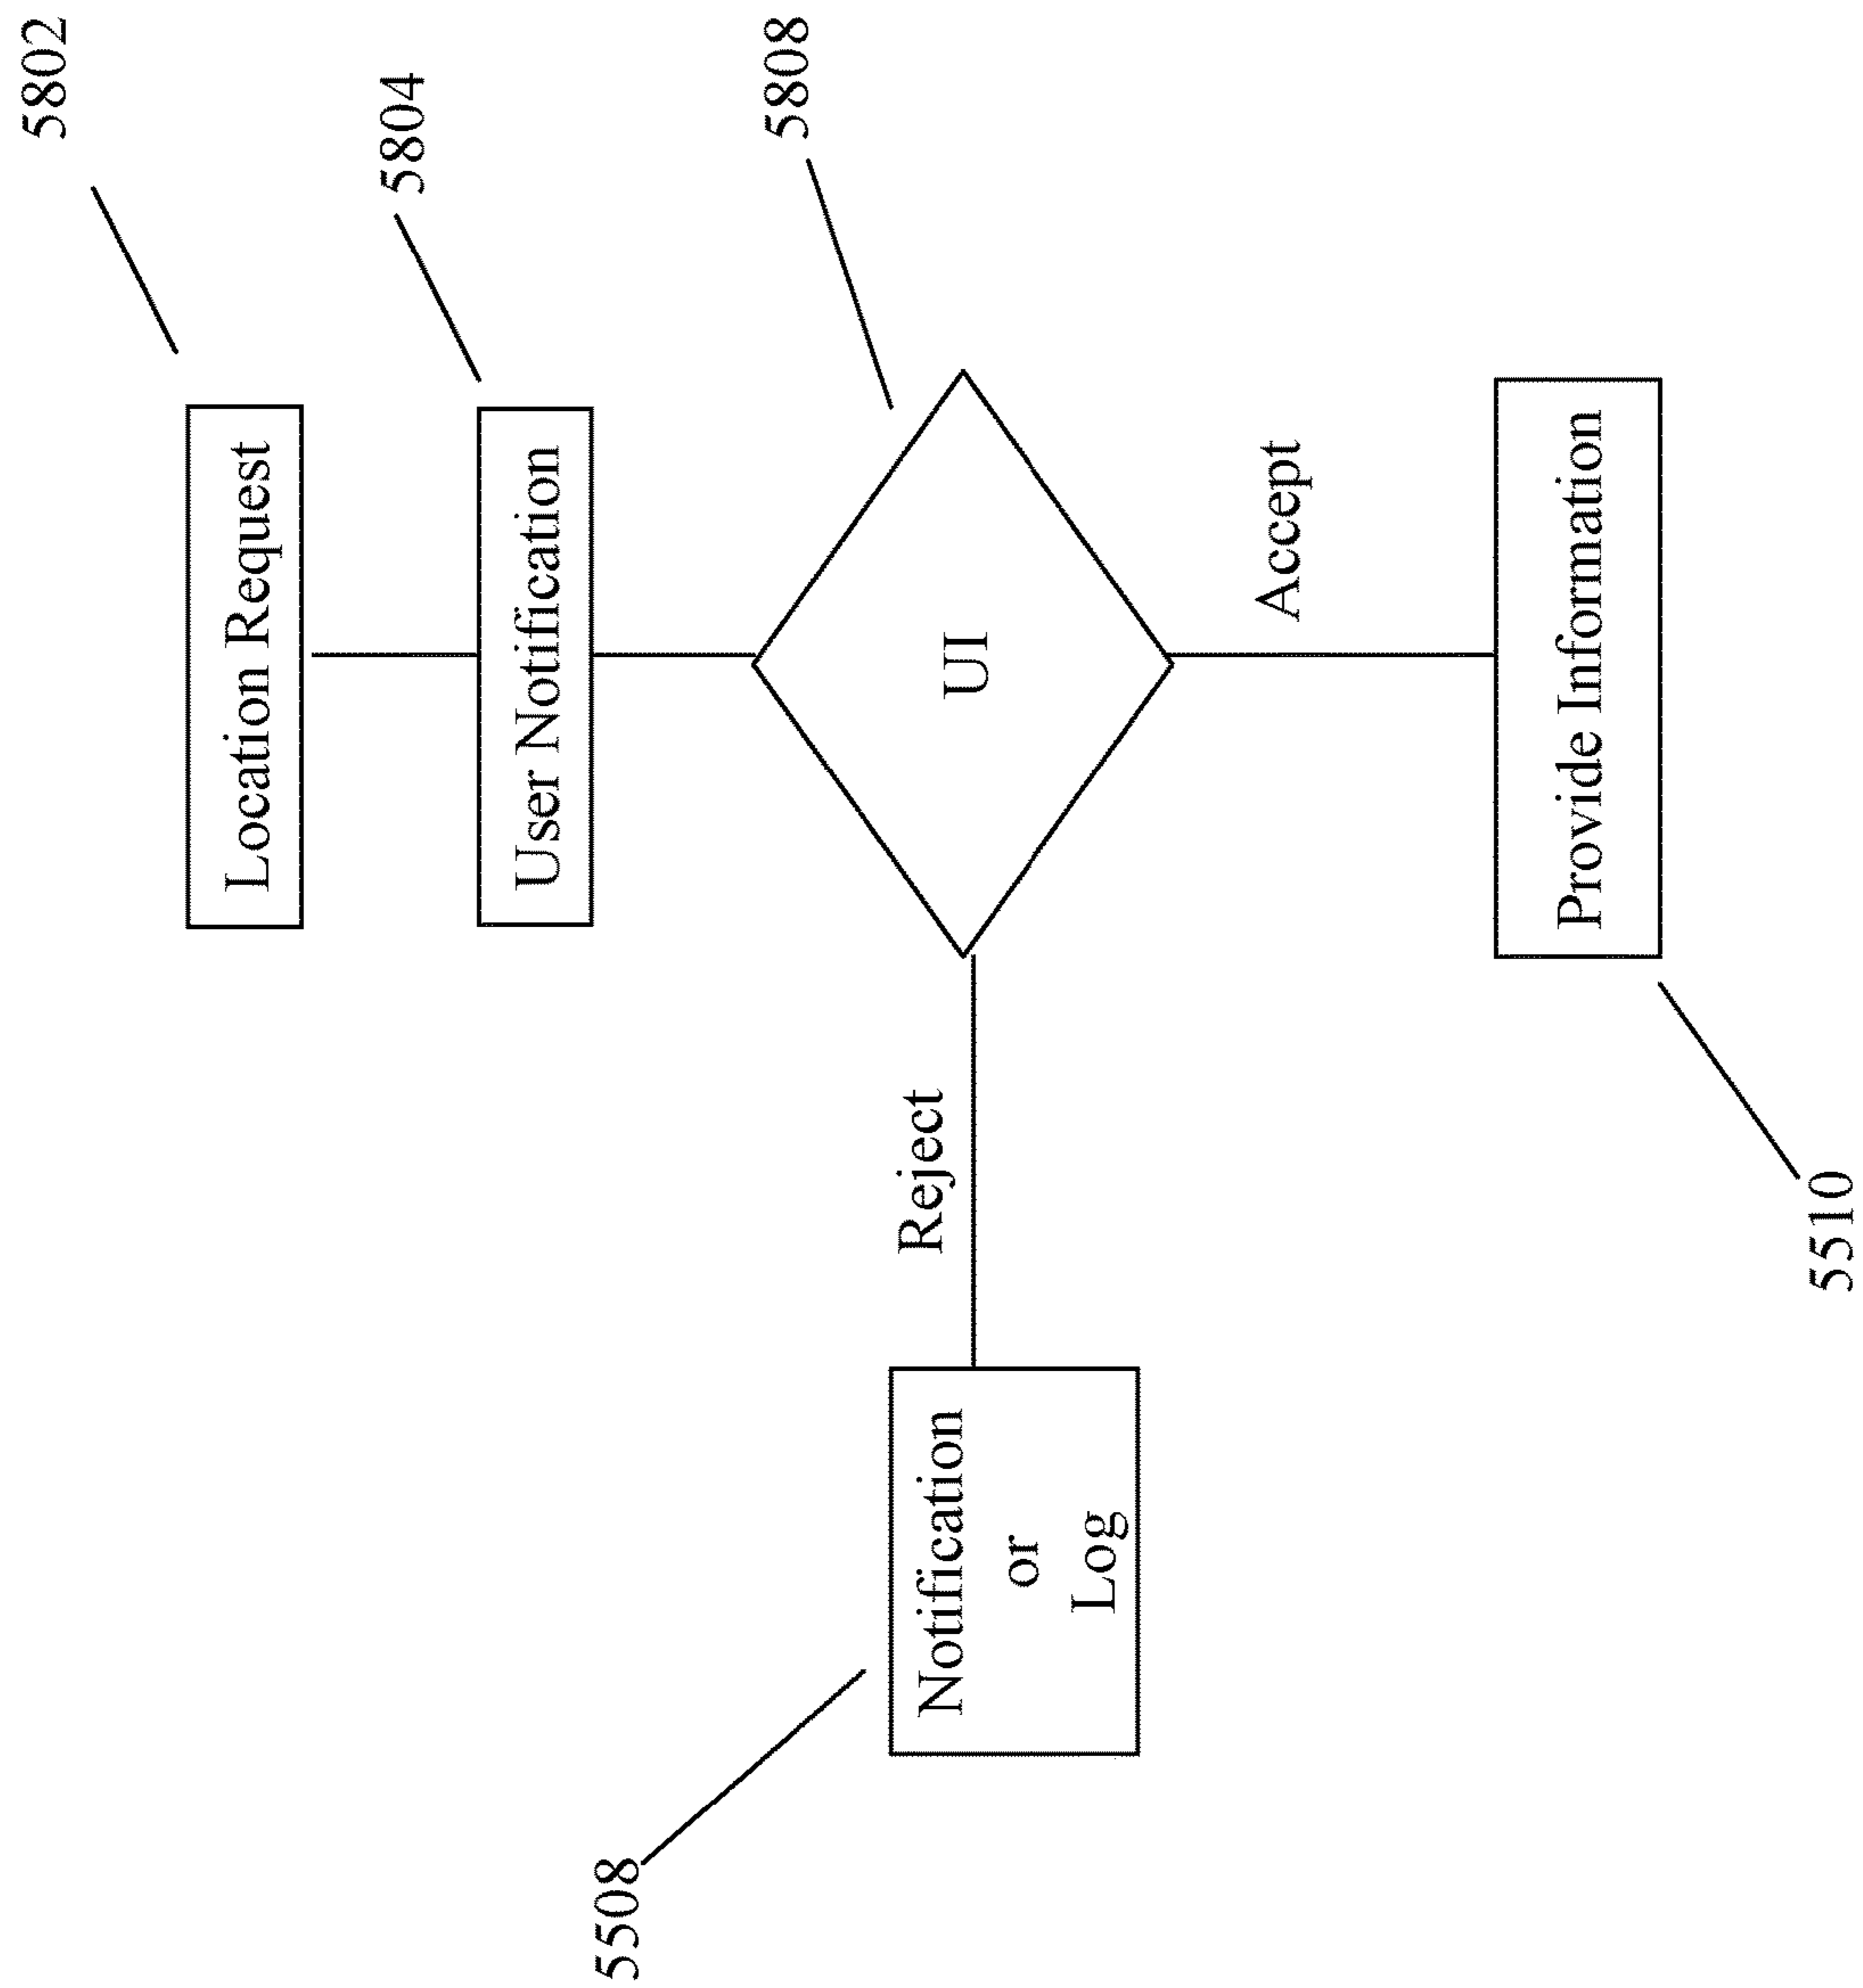 5802
Location Request
5804
User Notification
5808
UI
Reject
Accept
5508
Notification
or
Log
Provide Information
5510